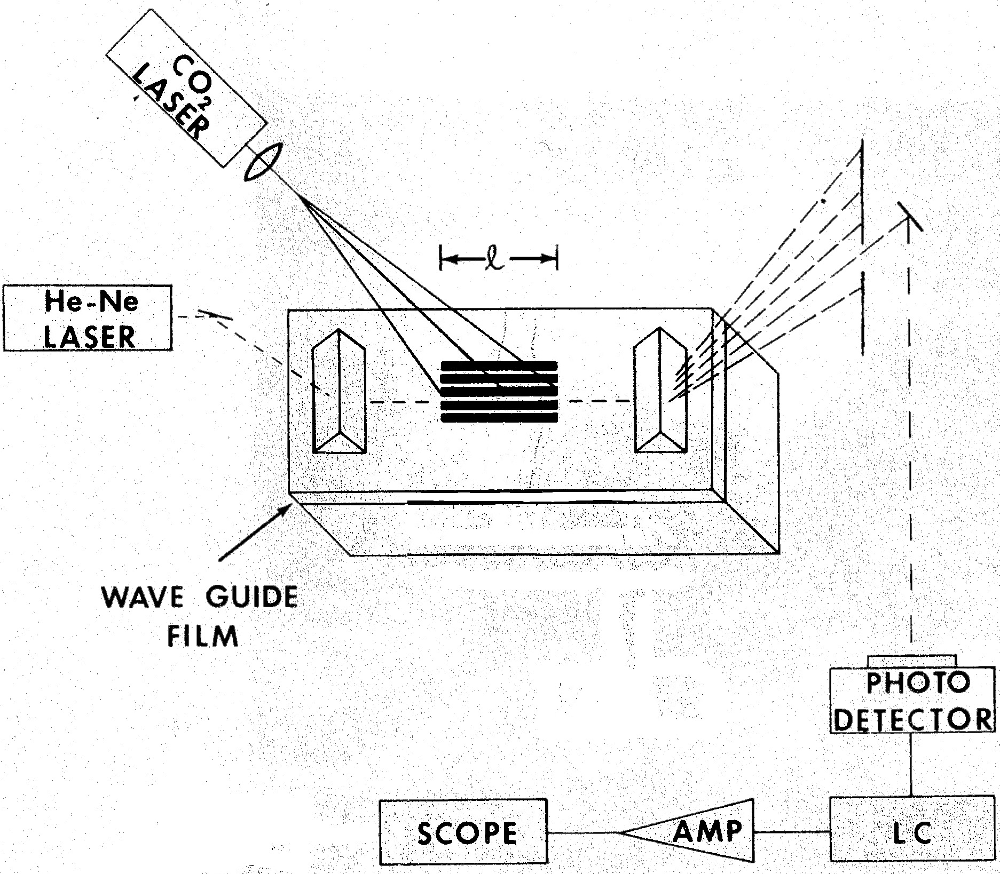 CO2
LASER
ℓ
He-Ne
LASER
WAVE GUIDE
FILM
PHOTO
DETECTOR
SCOPE
AMP
LC